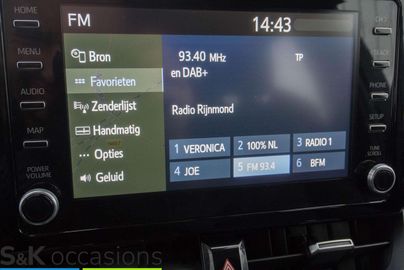 HOME
MENU
AUDIO
MAP
POWER
VOLUME
FM
14:43
Bron
Favorieten
Zenderlijst
Handmatig
Opties
Geluid
93.40 MHz
TP
en DAB+
Radio Rijnmond
1 VERONICA
2 100% NL
3 RADIO 1
4 JOE
5 FM 93.4
6 BFM
PHONE
SETUP
TUNE
SCROLL
S&K occasions